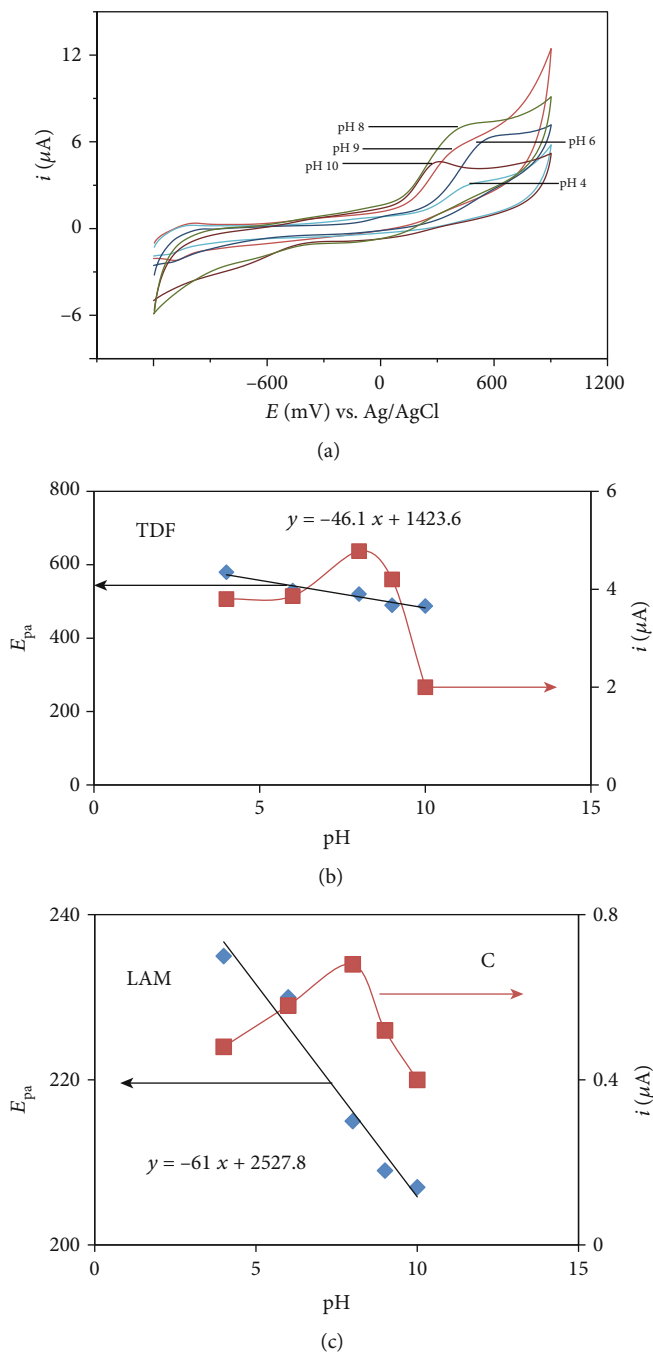 12
6
0
−6
i (μA)
pH 8
pH 9
pH 10
pH 6
pH 4
−600 0 600 1200
E (mV) vs. Ag/AgCl
(a)
800
600
400
200
0
E_pa
TDF
y = −46.1 x + 1423.6
6
4
2
0
i (μA)
0 5 10 15
pH
(b)
240
220
200
E_pa
LAM
C
y = −61 x + 2527.8
0.8
0.4
0
i (μA)
0 5 10 15
pH
(c)